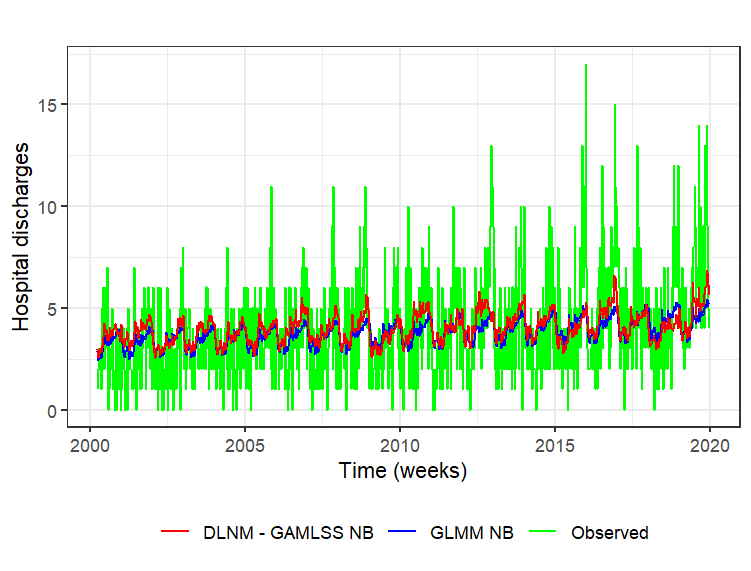 Hospital discharges
15
10
5
0
2000 2005 2010 2015 2020
Time (weeks)
DLNM - GAMLSS NB GLMM NB Observed